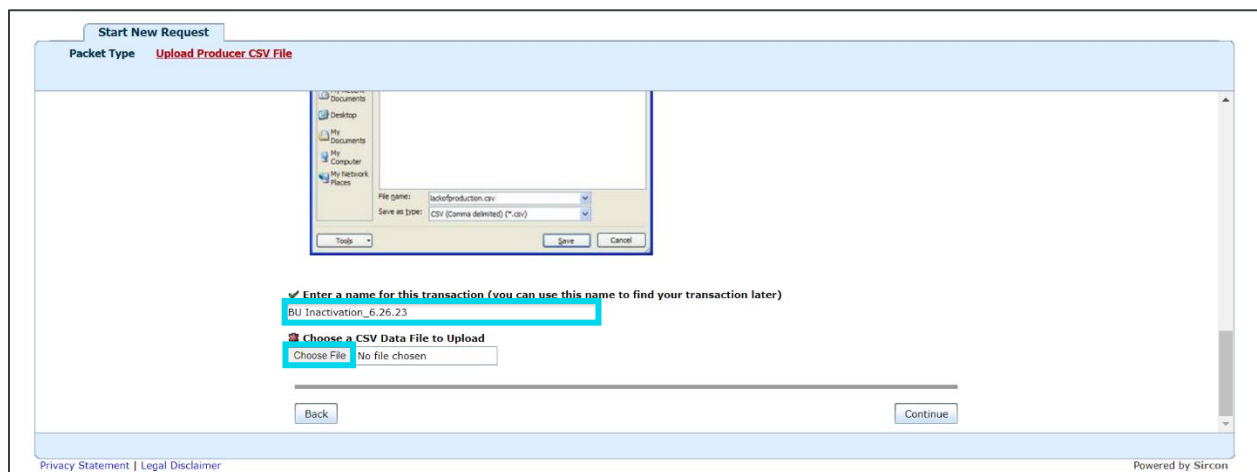 Start New Request
Packet Type Upload Producer CSV File
Documents
Desktop
My Documents
My Computer
My Network Places
File name: lackofproduction.csv
Save as type: CSV (Comma delimited) (*.csv)
Tools Save Cancel
Enter a name for this transaction (you can use this name to find your transaction later)
BU Inactivation_6.26.23
Choose a CSV Data File to Upload
Choose File No file chosen
Back Continue
Privacy Statement | Legal Disclaimer Powered by Sircon